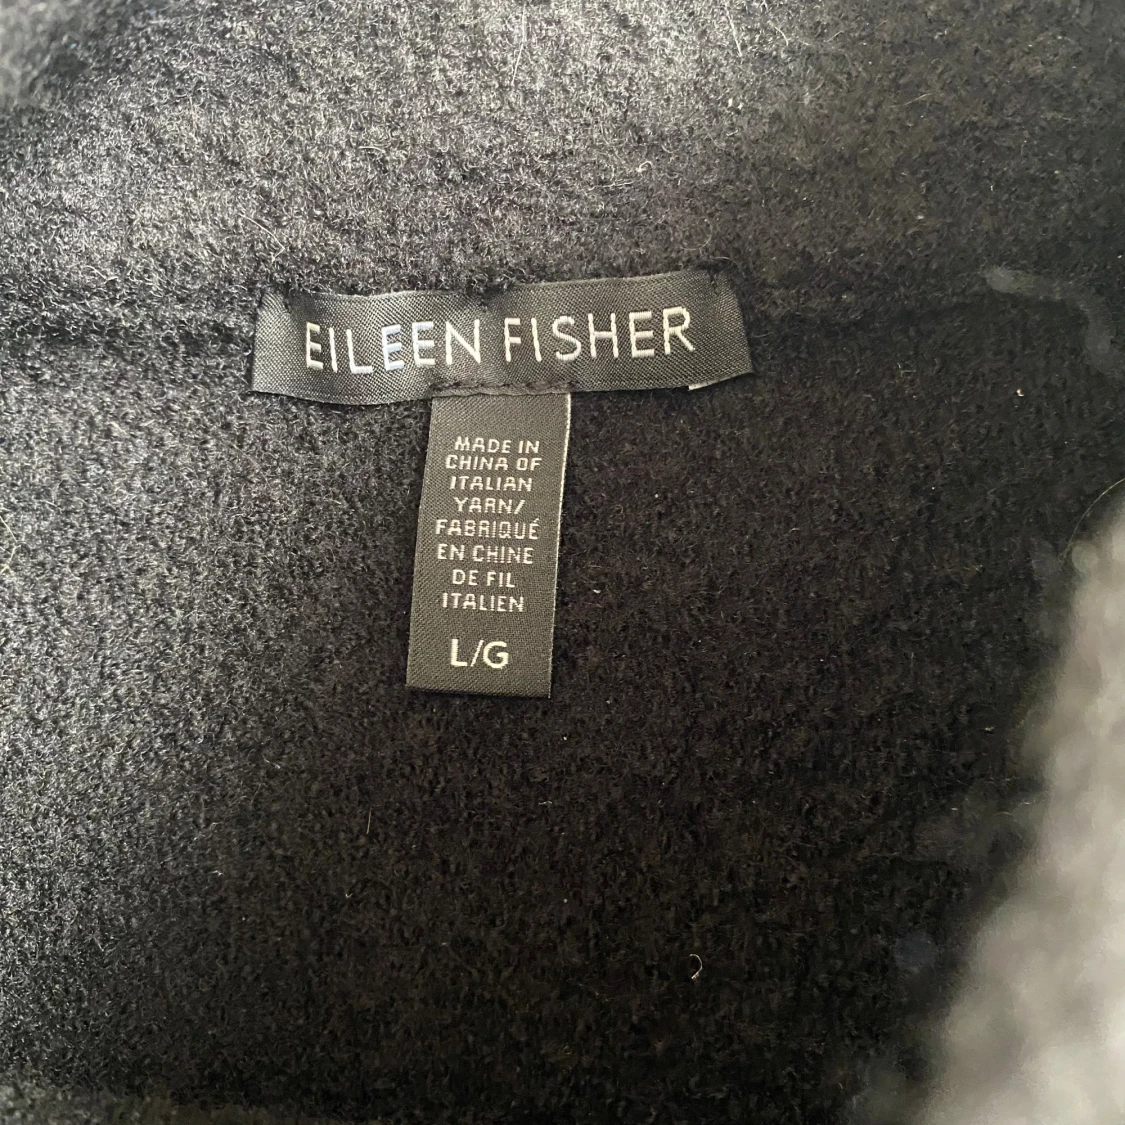 EILEEN FISHER
MADE IN
CHINA OF
ITALIAN
YARN/
FABRIQUÉ
EN CHINE
DE FIL
ITALIEN
L/G